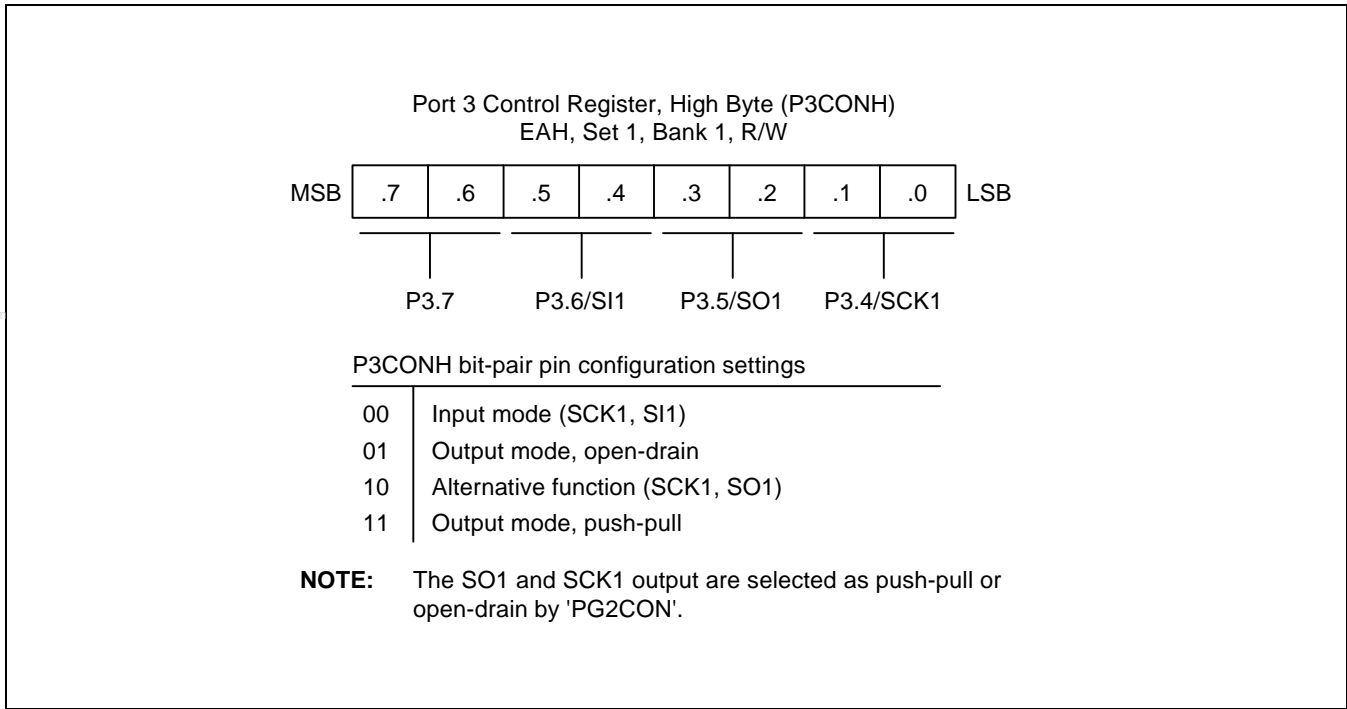 Port 3 Control Register, High Byte (P3CONH)
EAH, Set 1, Bank 1, R/W
MSB .7 .6 .5 .4 .3 .2 .1 .0 LSB
P3.7 P3.6/SI1 P3.5/SO1 P3.4/SCK1
P3CONH bit-pair pin configuration settings
00 Input mode (SCK1, SI1)
01 Output mode, open-drain
10 Alternative function (SCK1, SO1)
11 Output mode, push-pull
NOTE: The SO1 and SCK1 output are selected as push-pull or
open-drain by 'PG2CON'.